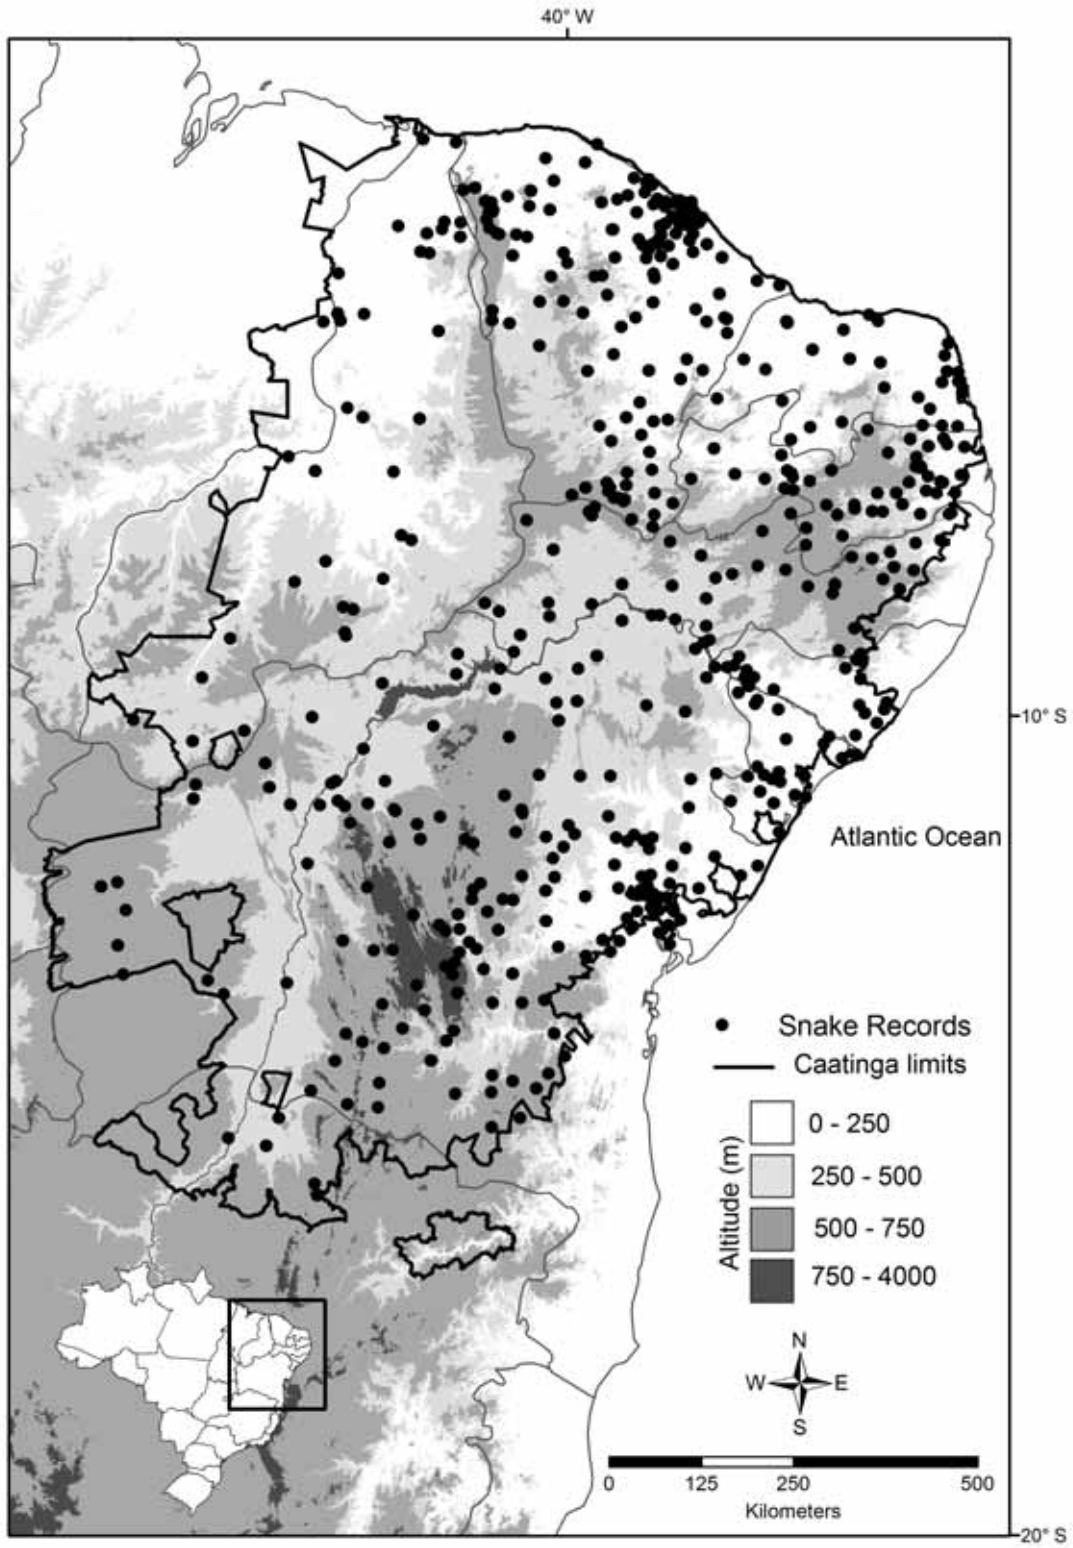 40° W
10° S
Atlantic Ocean
Snake Records
Caatinga limits
Altitude (m)
0 - 250
250 - 500
500 - 750
750 - 4000
N
W E
S
0 125 250 500
Kilometers
20° S